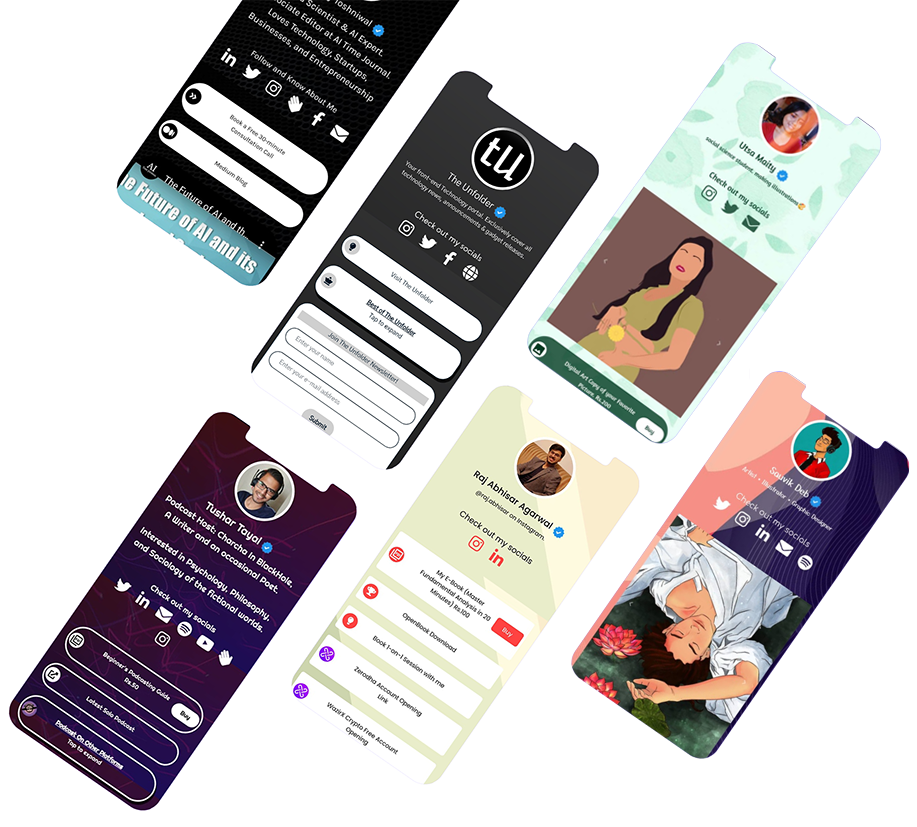 Toshniwal
Scientist & AI Expert.
ciate Editor at AI Time Journal.
Loves Technology, Startups,
Businesses, and Entrepreneurship
Follow and Know About Me
Book a Free 30-minute
Consultation Call
Medium Blog
AI
The Future of AI and th
e Future of AI and its
tu
The Unfolder
Your front-end Technology portal. Exclusively cover all
technology news, announcements & gadget releases.
Check out my socials
Visit The Unfolder
Best of The Unfolder
Tap to expand
Join The Unfolder Newsletter!
Enter your name
Enter your e-mail address
Submit
Utsa Maity
social science student, making illustrations
Check out my socials
Digital Art Copy of your Favorite
Picture, Rs.200
Buy
Tushar Tayal
Podcast Host: Charcha in BlackHole.
A Writer and an occasional Poet.
Interested in Psychology, Philosophy,
and Sociology of the fictional worlds.
Check out my socials
Beginner's Podcasting Guide
Rs.50
Buy
Latest Solo Podcast
Podcast On Other Platforms
Tap to expand
Raj Abhisar Agarwal
@raj.abhisar on Instagram.
Check out my socials
My E-Book (Master
Fundamental Analysis in 20
Minutes) Rs.100
Buy
OpenBook Download
Book 1-on-1 Session with me
Zerodha Account Opening
Link
WazirX Crypto Free Account
Opening
Souvik Deb
Artist • Illustrator • Graphic Designer
Check out my socials